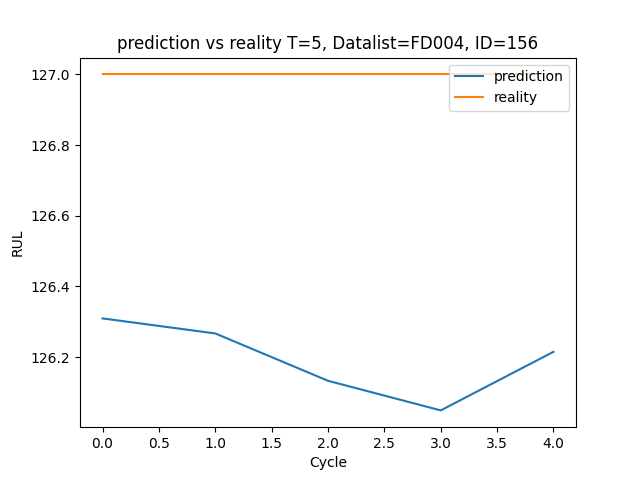 prediction vs reality T=5, Datalist=FD004, ID=156
127.0
126.8
126.6
126.4
126.2
RUL
prediction
reality
0.0 0.5 1.0 1.5 2.0 2.5 3.0 3.5 4.0
Cycle